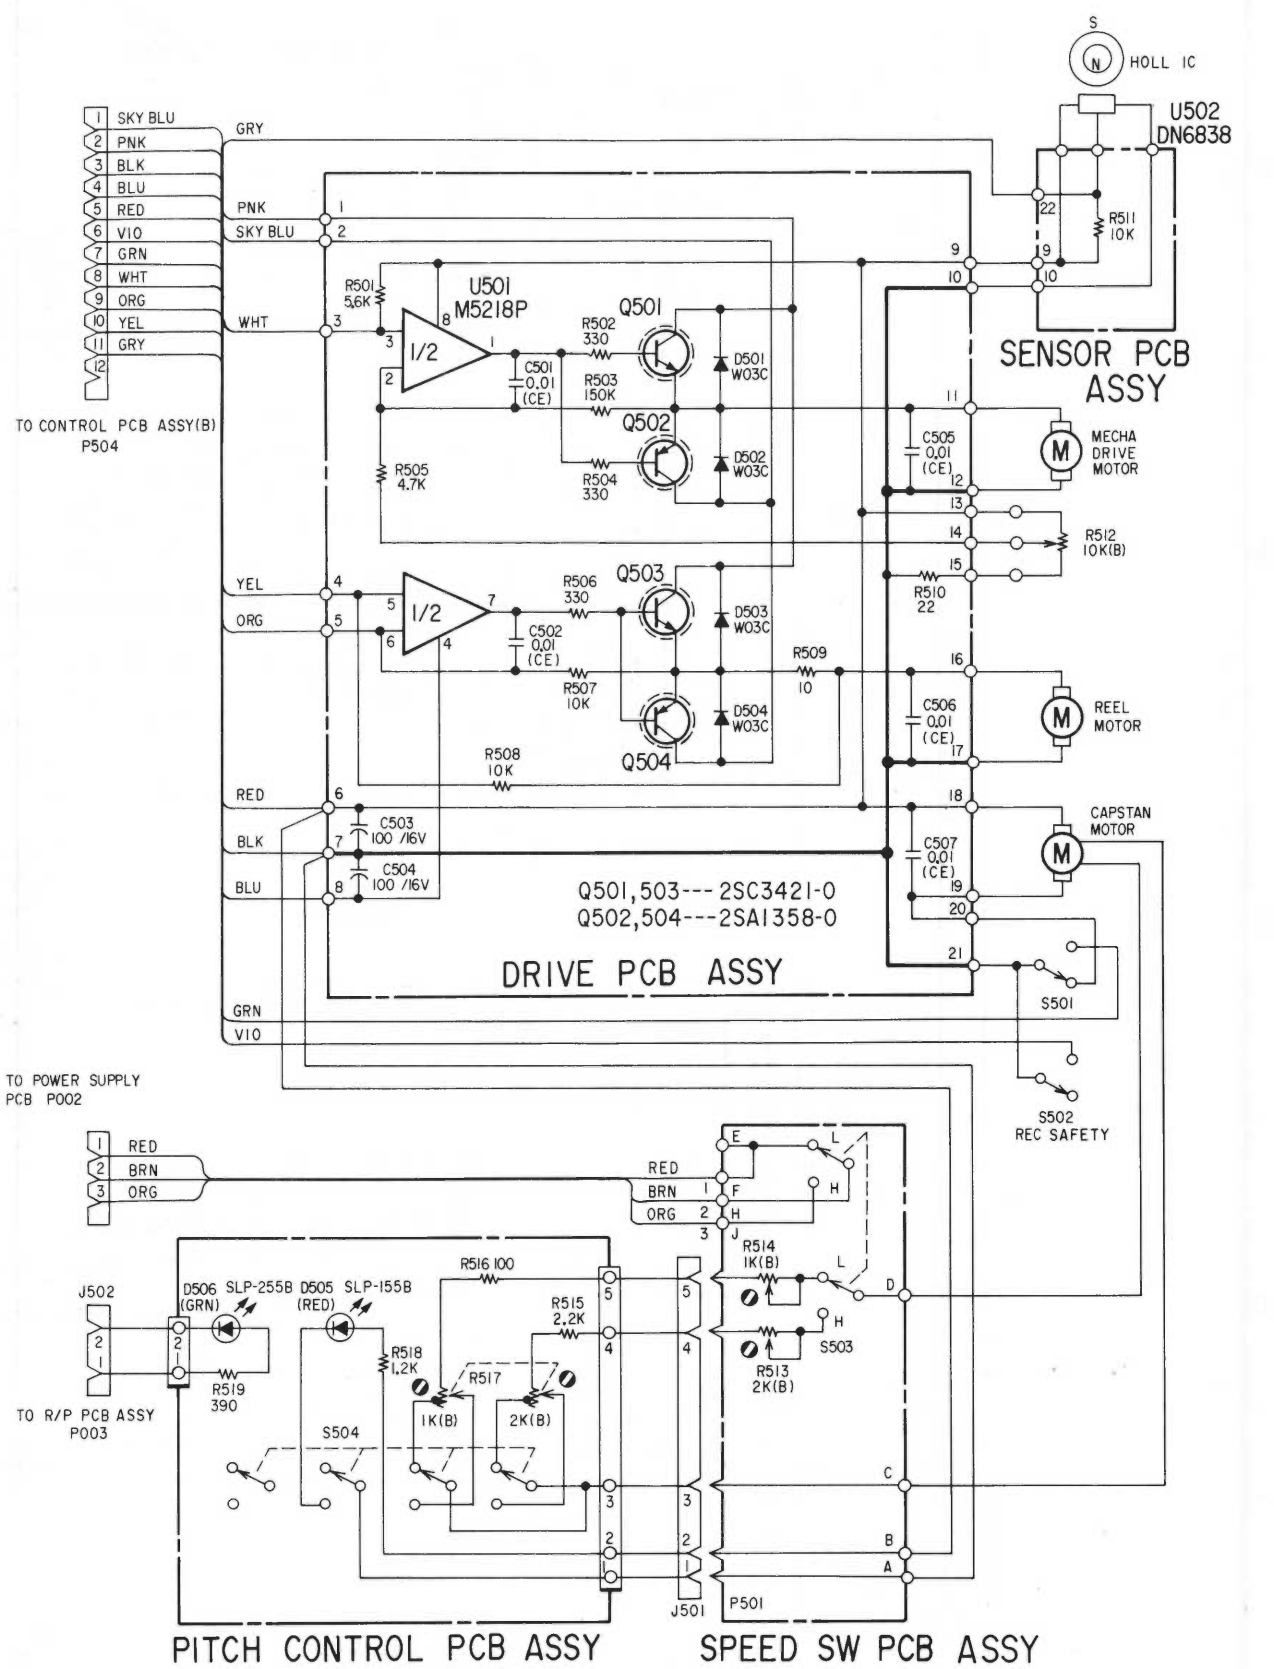 S
N
HOLL IC
U502
DN6838
1 SKY BLU
2 PNK
3 BLK
4 BLU
5 RED
6 VIO
7 GRN
8 WHT
9 ORG
10 YEL
11 GRY
12
TO CONTROL PCB ASSY(B)
P504
GRY
PNK
1
SKY BLU
2
WHT
3
R501
5.6K
U501
M5218P
8
3
1/2
1
2
C501
0.01
(CE)
Q501
R502
330
R503
150K
Q502
R504
330
D501
W03C
D502
W03C
R505
4.7K
9
10
22
9
10
R511
10K
SENSOR PCB
ASSY
11
C505
0.01
(CE)
12
M
MECHA
DRIVE
MOTOR
13
14
15
R510
22
R512
10K(B)
YEL
4
ORG
5
5
1/2
7
6
4
C502
0.01
(CE)
R506
330
R507
10K
Q503
Q504
D503
W03C
D504
W03C
R509
10
R508
10K
16
C506
0.01
(CE)
17
M
REEL
MOTOR
RED
6
BLK
7
BLU
8
C503
100 /16V
C504
100 /16V
18
C507
0.01
(CE)
19
20
21
CAPSTAN
MOTOR
M
Q501,503---2SC3421-0
Q502,504---2SA1358-0
DRIVE PCB ASSY
S501
GRN
VIO
S502
REC SAFETY
TO POWER SUPPLY
PCB P002
1 RED
2 BRN
3 ORG
RED
BRN
ORG
1
2
3
E
F
H
J
L
H
R514
1K(B)
L
D
H
S503
R513
2K(B)
C
B
A
P501
SPEED SW PCB ASSY
J501
5
4
3
2
1
J502
2
1
TO R/P PCB ASSY
P003
2
1
D506
(GRN)
SLP-255B
D505
(RED)
SLP-155B
R519
390
R518
1.2K
R516 100
R515
2.2K
R517
1K(B)
2K(B)
S504
5
4
3
2
1
PITCH CONTROL PCB ASSY